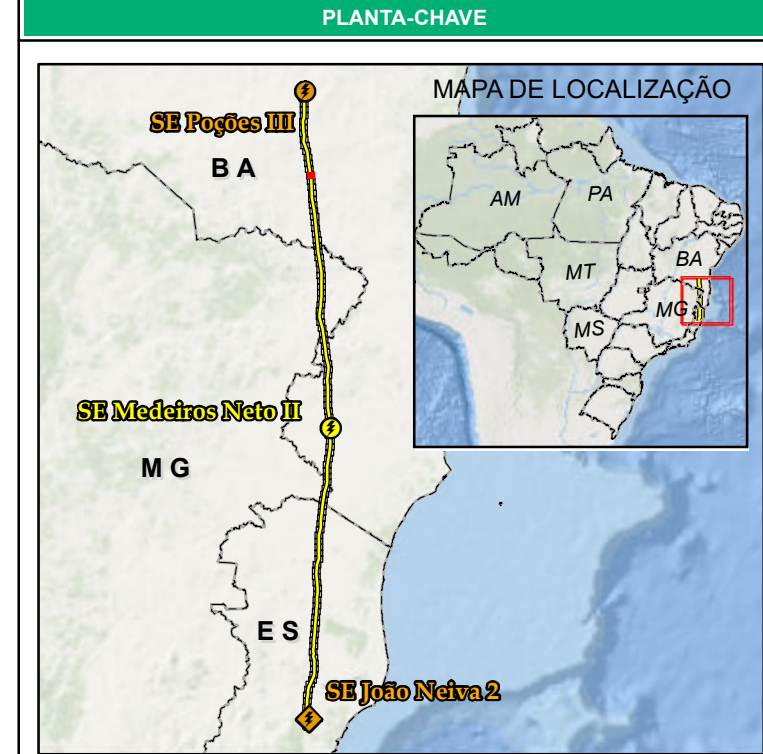 PLANTA-CHAVE
MAPA DE LOCALIZAÇÃO
SE Poções III
B A
AM
PA
BA
MT
MG
MS
SE Medeiros Neto II
M G
E S
SE João Neiva 2